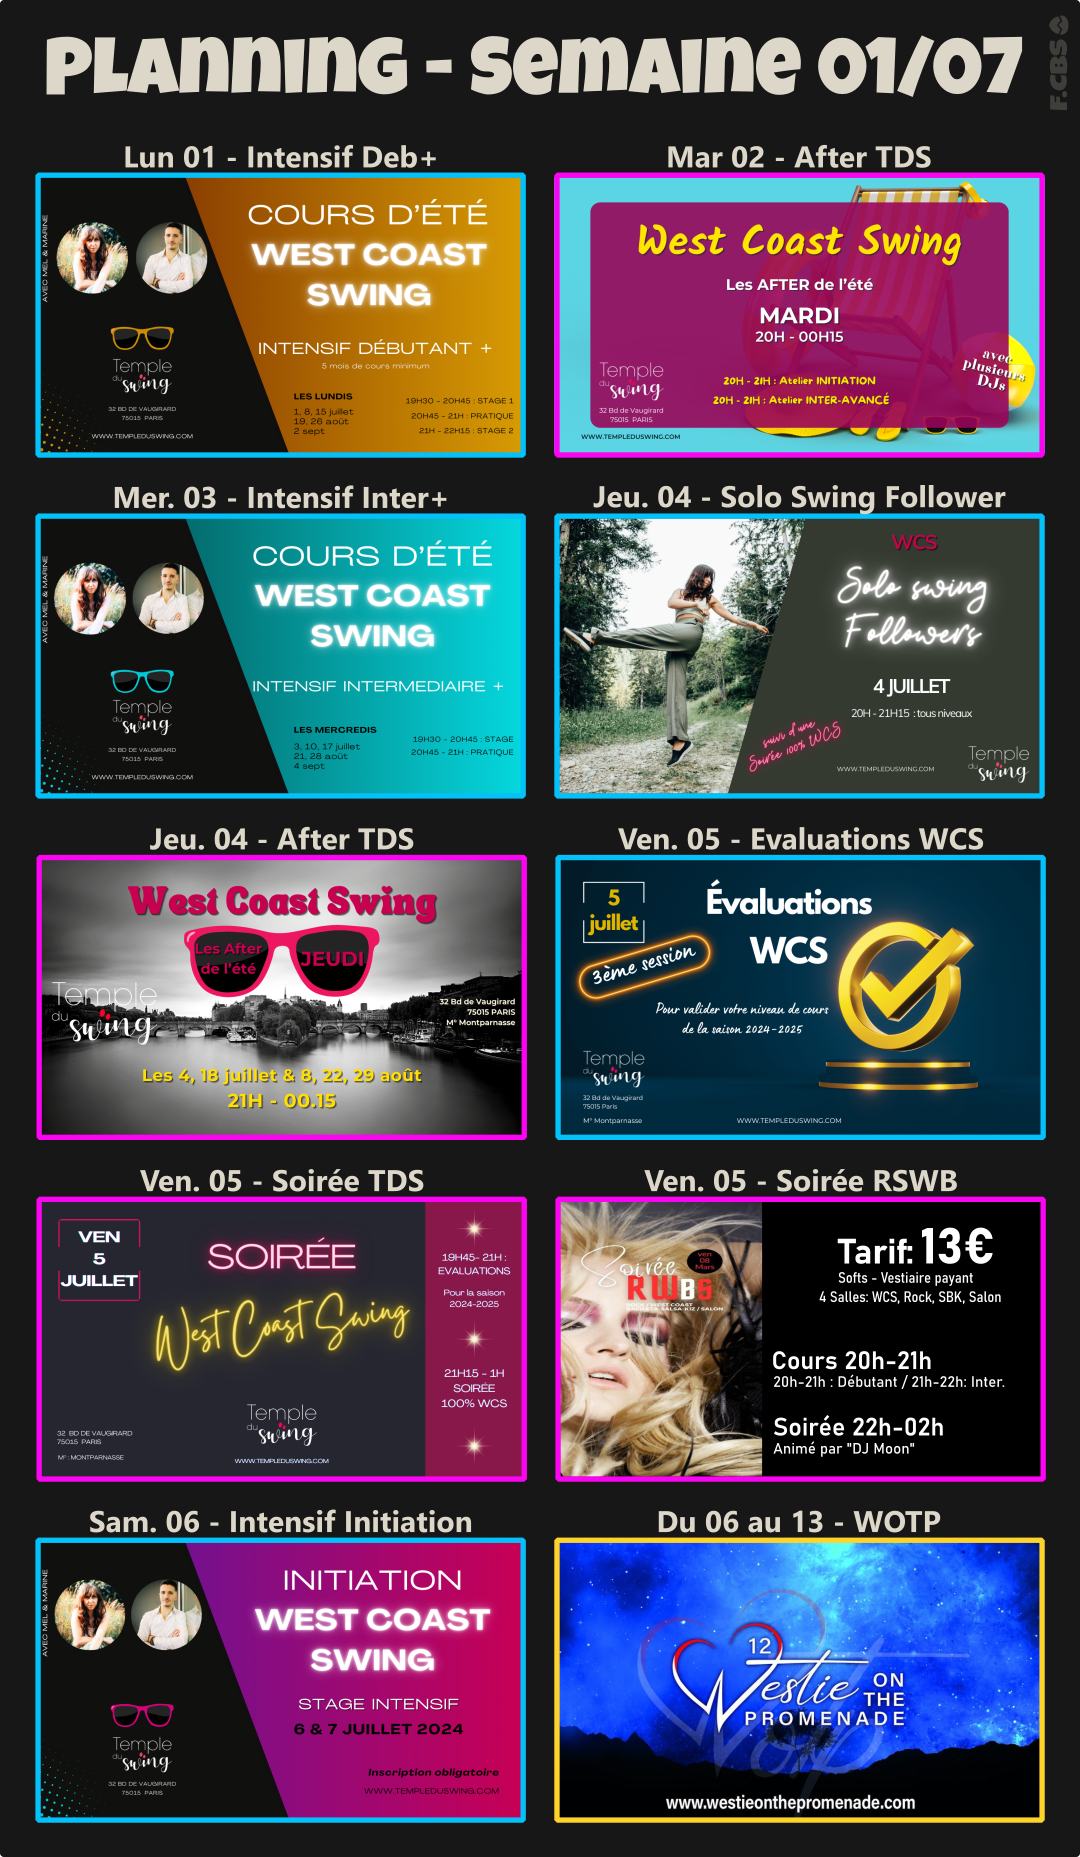 PLANNING - SEMAINE 01/07
F.CBS
Lun 01 - Intensif Deb+
AVEC MEL & MARINE
COURS D'ÉTÉ
WEST COAST
SWING
INTENSIF DÉBUTANT +
5 mois de cours minimum
Temple
du swing
32 BD DE VAUGIRARD
75015 PARIS
WWW.TEMPLEDUSWING.COM
LES LUNDIS
1, 8, 15 juillet
19, 26 août
2 sept
19H30 - 20H45 : STAGE 1
20H45 - 21H : PRATIQUE
21H - 22H15 : STAGE 2
Mar 02 - After TDS
West Coast Swing
Les AFTER de l'été
MARDI
20H - 00H15
20H - 21H : Atelier INITIATION
20H - 21H : Atelier INTER-AVANCÉ
avec
plusieurs
DJs
Temple
du swing
32 Bd de Vaugirard
75015 PARIS
WWW.TEMPLEDUSWING.COM
Mer. 03 - Intensif Inter+
AVEC MEL & MARINE
COURS D'ÉTÉ
WEST COAST
SWING
INTENSIF INTERMEDIAIRE +
Temple
du swing
32 BD DE VAUGIRARD
75015 PARIS
WWW.TEMPLEDUSWING.COM
LES MERCREDIS
3, 10, 17 juillet
21, 28 août
4 sept
19H30 - 20H45 : STAGE
20H45 - 21H : PRATIQUE
Jeu. 04 - Solo Swing Follower
WCS
Solo swing
Followers
4 JUILLET
20H - 21H15 : tous niveaux
suivi d'une
Soirée 100% WCS
WWW.TEMPLEDUSWING.COM
Temple
du swing
Jeu. 04 - After TDS
West Coast Swing
Les After
de l'été
JEUDI
Temple
du swing
32 Bd de Vaugirard
75015 PARIS
M° Montparnasse
Les 4, 18 juillet & 8, 22, 29 août
21H - 00.15
Ven. 05 - Evaluations WCS
5
juillet
Évaluations
WCS
3ème session
Pour valider votre niveau de cours
de la saison 2024-2025
Temple
du swing
32 Bd de Vaugirard
75015 Paris
M° Montparnasse
WWW.TEMPLEDUSWING.COM
Ven. 05 - Soirée TDS
VEN
5
JUILLET
SOIRÉE
West Coast Swing
19H45- 21H :
EVALUATIONS
Pour la saison
2024-2025
21H15 - 1H
SOIRÉE
100% WCS
32 BD DE VAUGIRARD
75015 PARIS
M° : MONTPARNASSE
Temple
du swing
WWW.TEMPLEDUSWING.COM
Ven. 05 - Soirée RSWB
Soirée
RWBS
VEN
08
Mars
ROCK / WEST COAST
BACHATA, SALSA-KIZ / SALON
Tarif: 13€
Softs - Vestiaire payant
4 Salles: WCS, Rock, SBK, Salon
Cours 20h-21h
20h-21h : Débutant / 21h-22h: Inter.
Soirée 22h-02h
Animé par "DJ Moon"
Sam. 06 - Intensif Initiation
AVEC MEL & MARINE
INITIATION
WEST COAST
SWING
STAGE INTENSIF
6 & 7 JUILLET 2024
Inscription obligatoire
WWW.TEMPLEDUSWING.COM
Temple
du swing
32 BD DE VAUGIRARD
75015 PARIS
Du 06 au 13 - WOTP
12
Westie ON
THE
PROMENADE
wotp
www.westieonthepromenade.com